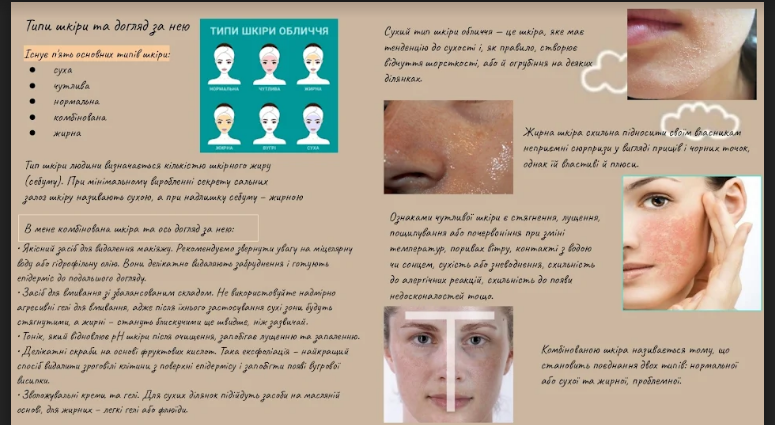 Типи шкіри та догляд за нею
Існує п'ять основних типів шкіри:
● суха
● чутлива
● нормальна
● комбінована
● жирна
ТИПИ ШКІРИ ОБЛИЧЧЯ
НОРМАЛЬНА ЧУТЛИВА ЖИРНА
СУХА
Тип шкіри людини визначається кількістю шкірного жиру
(себуму). При мінімальному виробленні секрету сальних
залоз шкіру називають сухою, а при надлишку себуму – жирною
В мене комбінована шкіра та ось догляд за нею:
• Якісний засіб для видалення макіяжу. Рекомендуємо звернути увагу на міцелярну
воду або гідрофільну олію. Вони делікатно видаляють забруднення і готують
епідерміс до подальшого догляду.
• Засіб для вмивання зі збалансованим складом. Не використовуйте надмірно
агресивні гелі для вмивання, адже після їхнього застосування сухі зони будуть
стягнутими, а жирні – стануть блискучими ще швидше, ніж зазвичай.
• Тонік, який відновлює pH шкіри після очищення, запобігає лущенню та запаленню.
• Делікатні скраби на основі фруктових кислот. Така ексфоліація – найкращий
спосіб видалити зроговілі клітини з поверхні епідермісу і запобігти появі вугрової
висипки.
• Зволожувальні креми та гелі. Для сухих ділянок підійдуть засоби на масляній
основі, для жирних – легкі гелі або флюїди.
Сухий тип шкіри обличчя – це шкіра, яке має
тенденцію до сухості і, як правило, створює
відчуття шорсткості, або й огрубіння на деяких
ділянках.
Жирна шкіра схильна підносити своїм власникам
неприємні сюрпризи у вигляді прищів і чорних точок,
однак їй властиві й плюси.
Ознаками чутливої шкіри є стягнення, лущення,
пощипування або почервоніння при зміні
температур, поривах вітру, контакті з водою
чи сонцем, сухість або зневоднення, схильність
до алергічних реакцій, схильність до появи
недосконалостей тощо.
Комбінованою шкіра називається тому, що
становить поєднання двох типів: нормальної
або сухої та жирної, проблемної.